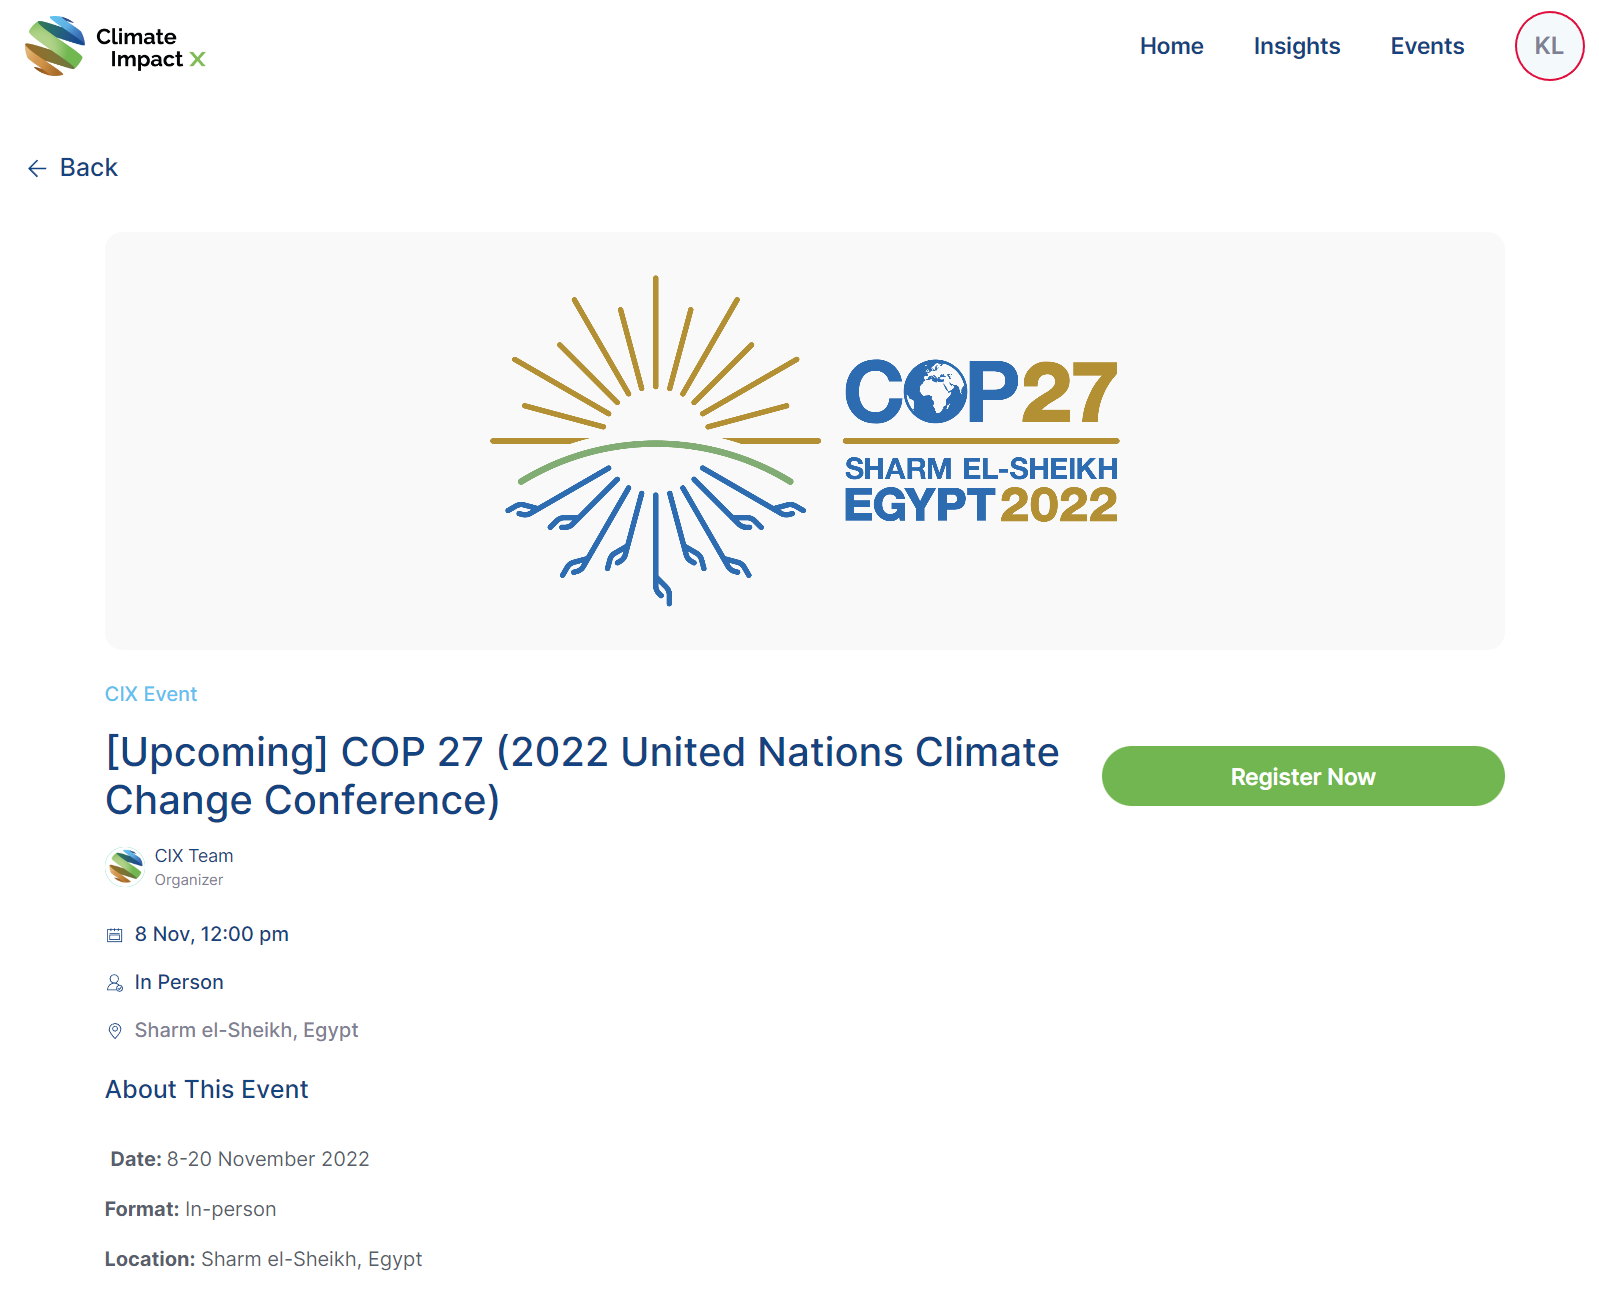 Climate
Impact X
Home
Insights
Events
KL
Back
COP27
SHARM EL-SHEIKH
EGYPT 2022
CIX Event
[Upcoming] COP 27 (2022 United Nations Climate
Change Conference)
Register Now
CIX Team
Organizer
8 Nov, 12:00 pm
In Person
Sharm el-Sheikh, Egypt
About This Event
Date: 8-20 November 2022
Format: In-person
Location: Sharm el-Sheikh, Egypt